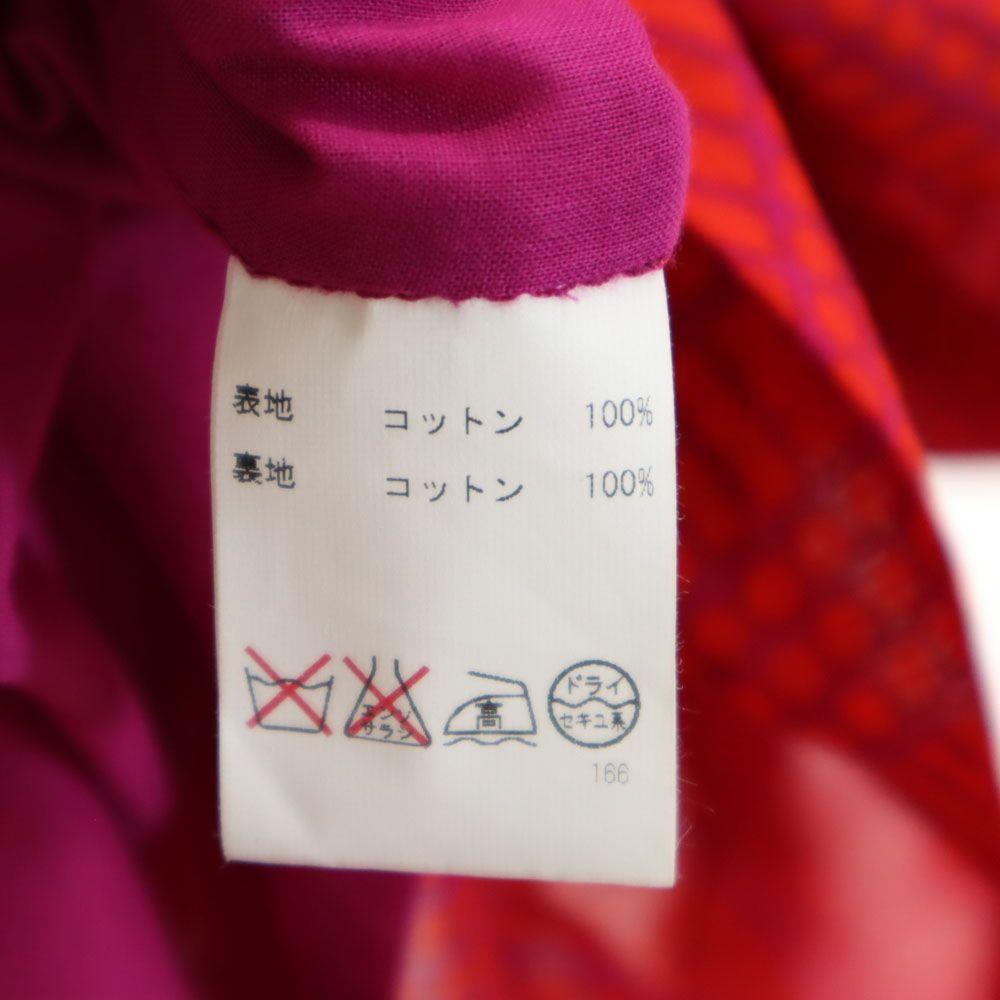 表地 コットン 100%
裏地 コットン 100%
エンソ サラシ 高 ドライ セキユ系
166